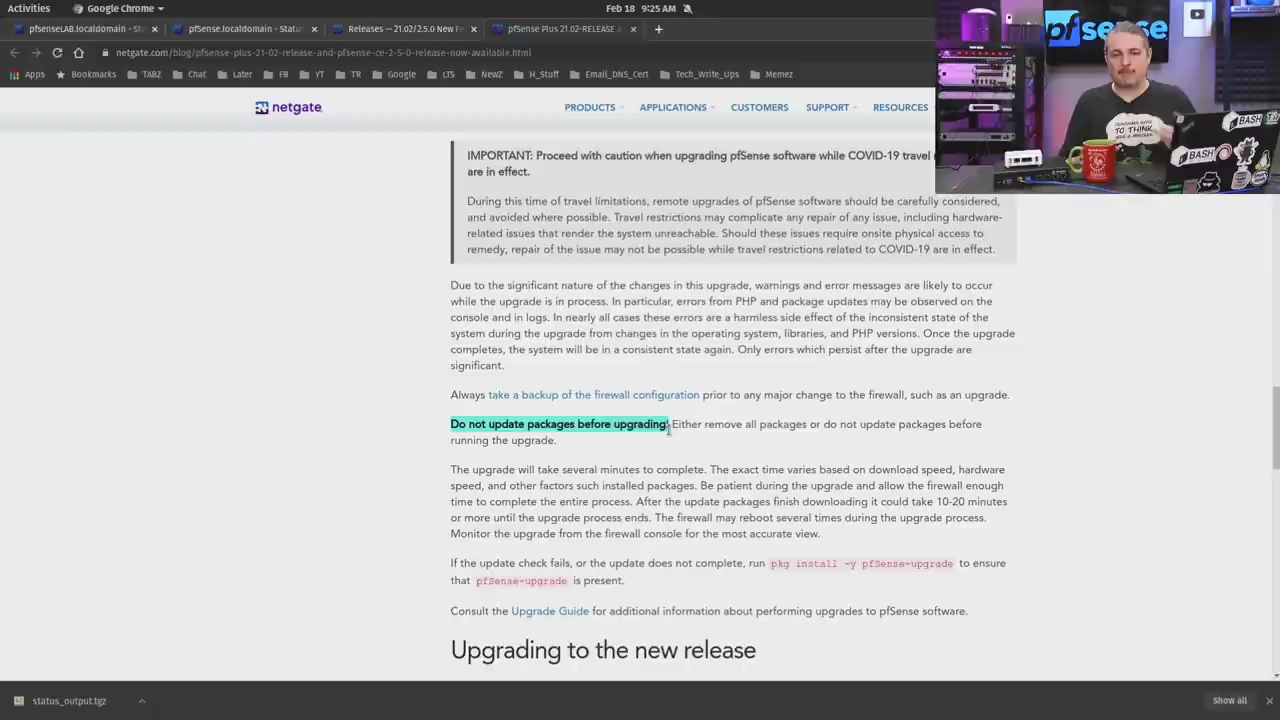 Activities
Google Chrome
Feb 18 9:25 AM
pfsenseLAB.localdomain - St
pfsense.localdomain - Status
Releases — 21.02/2.5.0 New F
pfSense Plus 21.02-RELEASE a
netgate.com/blog/pfsense-plus-21-02-release-and-pfsense-ce-2-5-0-release-now-available.html
Apps
Bookmarks
TABZ
Chat
Later
YT
TR
Google
LTS
NewZ
H_Stuff
Email_DNS_Cert
Tech_Write_Ups
Memez
pfsense
TO THINK
BASH
BASH
netgate
PRODUCTS
APPLICATIONS
CUSTOMERS
SUPPORT
RESOURCES
IMPORTANT: Proceed with caution when upgrading pfSense software while COVID-19 travel
are in effect.
During this time of travel limitations, remote upgrades of pfSense software should be carefully considered,
and avoided where possible. Travel restrictions may complicate any repair of any issue, including hardware-
related issues that render the system unreachable. Should these issues require onsite physical access to
remedy, repair of the issue may not be possible while travel restrictions related to COVID-19 are in effect.
Due to the significant nature of the changes in this upgrade, warnings and error messages are likely to occur
while the upgrade is in process. In particular, errors from PHP and package updates may be observed on the
console and in logs. In nearly all cases these errors are a harmless side effect of the inconsistent state of the
system during the upgrade from changes in the operating system, libraries, and PHP versions. Once the upgrade
completes, the system will be in a consistent state again. Only errors which persist after the upgrade are
significant.
Always take a backup of the firewall configuration prior to any major change to the firewall, such as an upgrade.
Do not update packages before upgrading! Either remove all packages or do not update packages before
running the upgrade.
The upgrade will take several minutes to complete. The exact time varies based on download speed, hardware
speed, and other factors such installed packages. Be patient during the upgrade and allow the firewall enough
time to complete the entire process. After the update packages finish downloading it could take 10-20 minutes
or more until the upgrade process ends. The firewall may reboot several times during the upgrade process.
Monitor the upgrade from the firewall console for the most accurate view.
If the update check fails, or the update does not complete, run pkg install -y pfSense-upgrade to ensure
that pfSense-upgrade is present.
Consult the Upgrade Guide for additional information about performing upgrades to pfSense software.
Upgrading to the new release
status_output.tgz
Show all